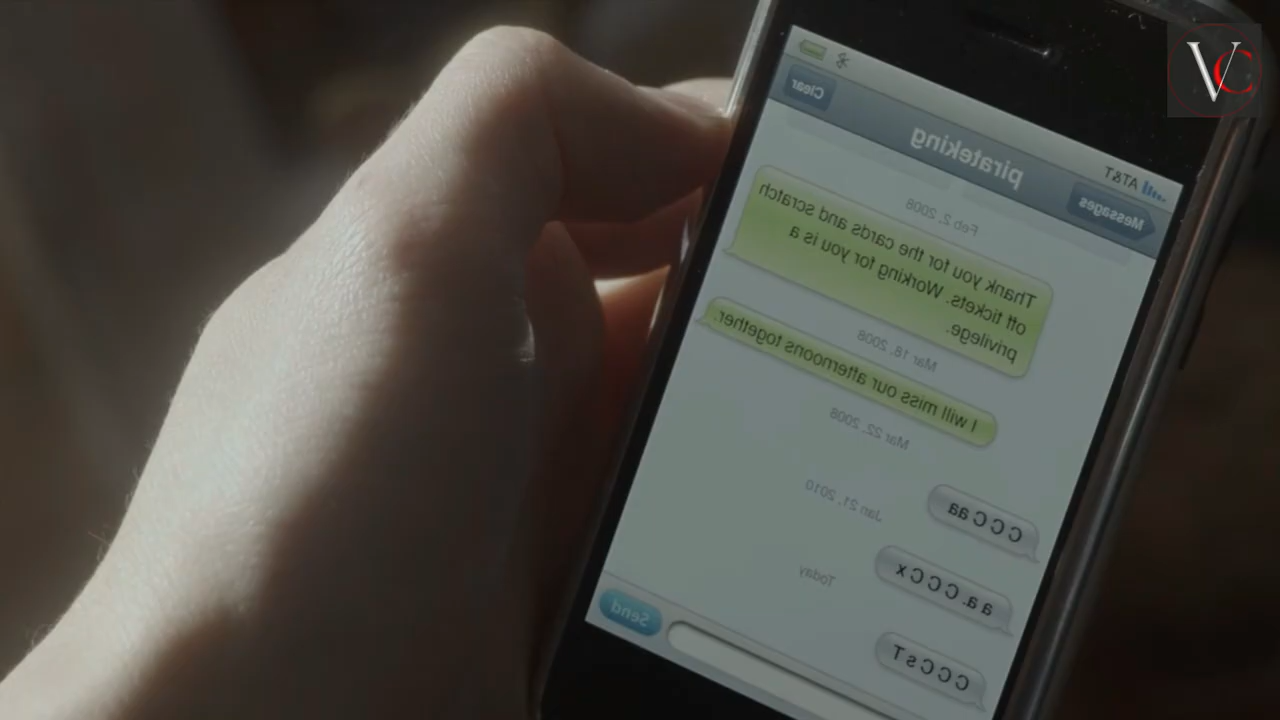 VC
AT&T
Messages
pirateking
Clear
Feb 2, 2008
Thank you for the cards and scratch
off tickets. Working for you is a
privilege.
Mar 18, 2008
I will miss our afternoons together.
Mar 22, 2008
C C C aa
Jan 21, 2010
a a. C C C x
Today
C C C s T
Send